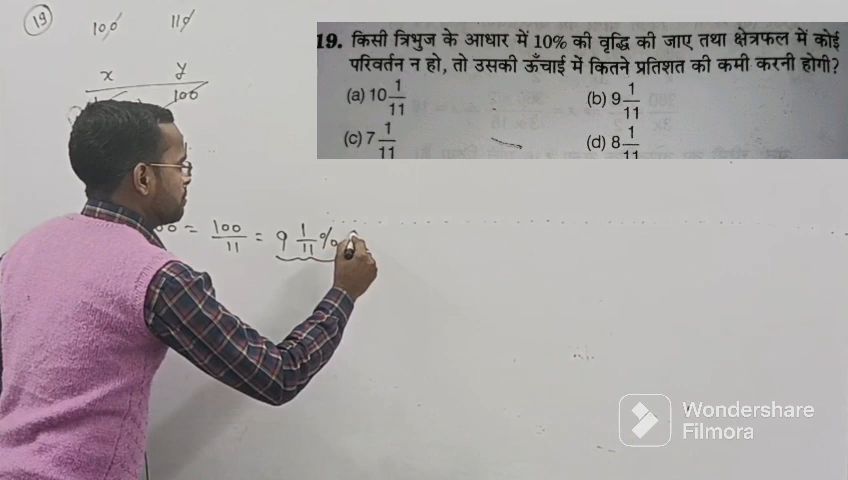 19
100 110
x y
100
19. किसी त्रिभुज के आधार में 10% की वृद्धि की जाए तथा क्षेत्रफल में कोई
परिवर्तन न हो, तो उसकी ऊँचाई में कितने प्रतिशत की कमी करनी होगी?
(a) 10 1/11 (b) 9 1/11
(c) 7 1/11 (d) 8 1/11
= 100/11 = 9 1/11 %
Wondershare
Filmora